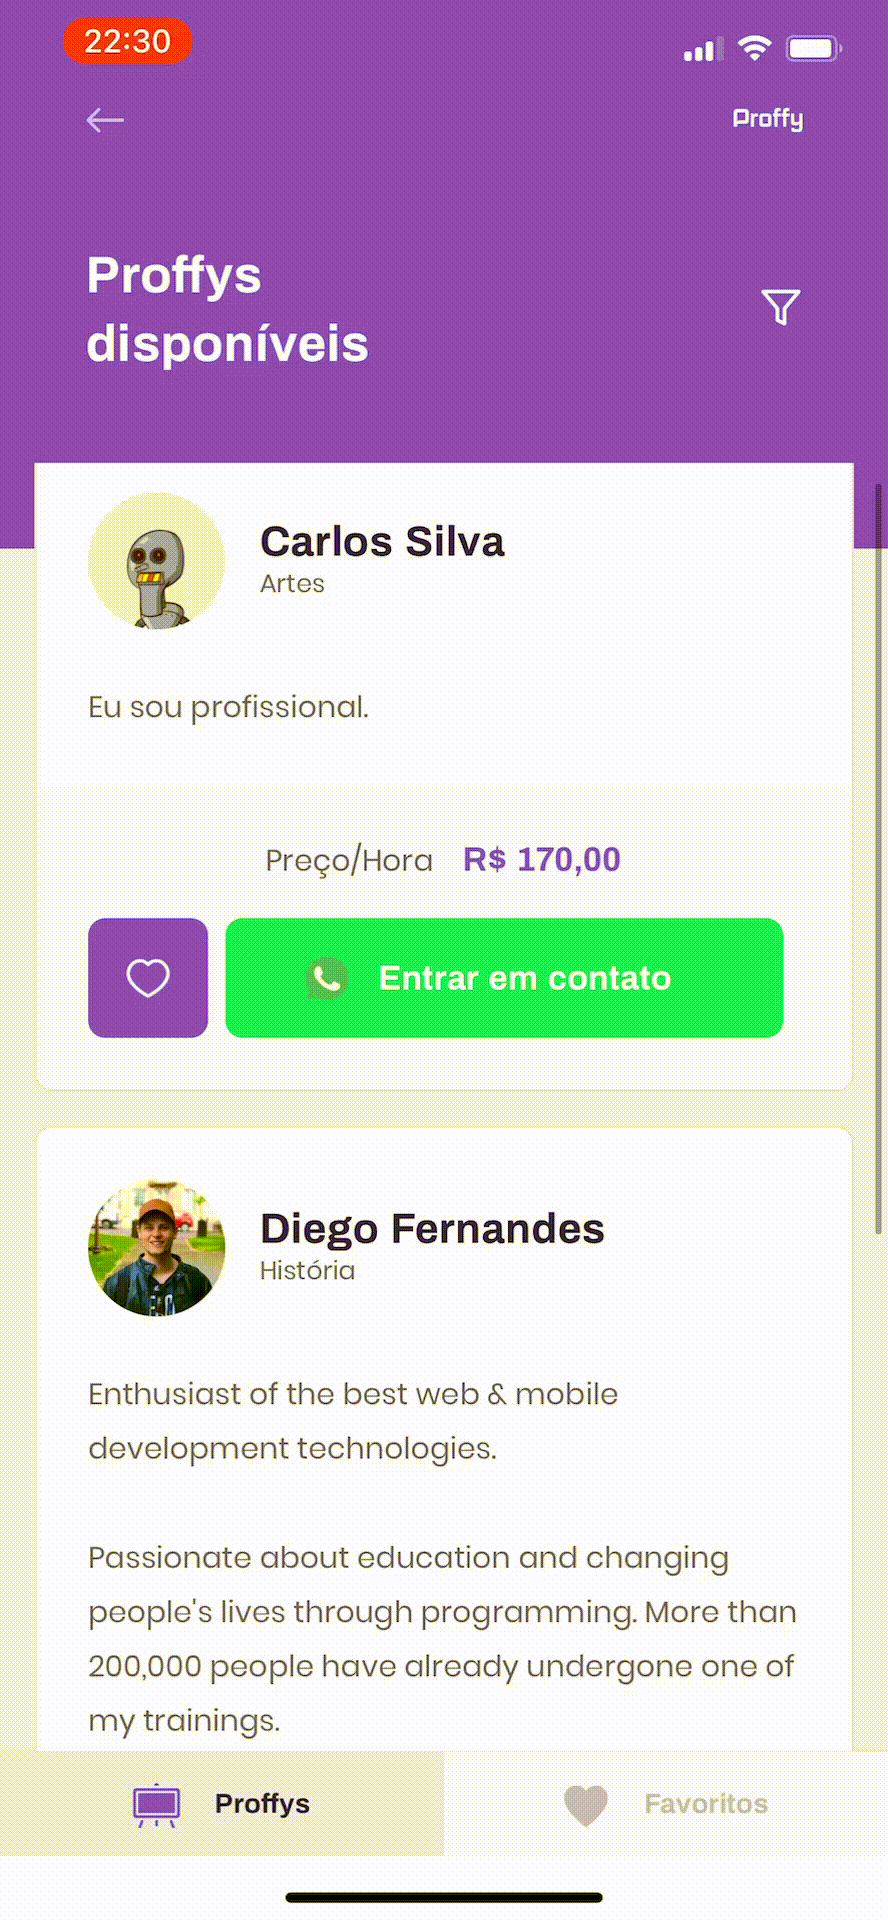 22:30
Proffy
Proffys
disponíveis
Carlos Silva
Artes
Eu sou profissional.
Preço/Hora R$ 170,00
Entrar em contato
Diego Fernandes
História
Enthusiast of the best web & mobile
development technologies.
Passionate about education and changing
people's lives through programming. More than
200,000 people have already undergone one of
my trainings.
Proffys
Favoritos